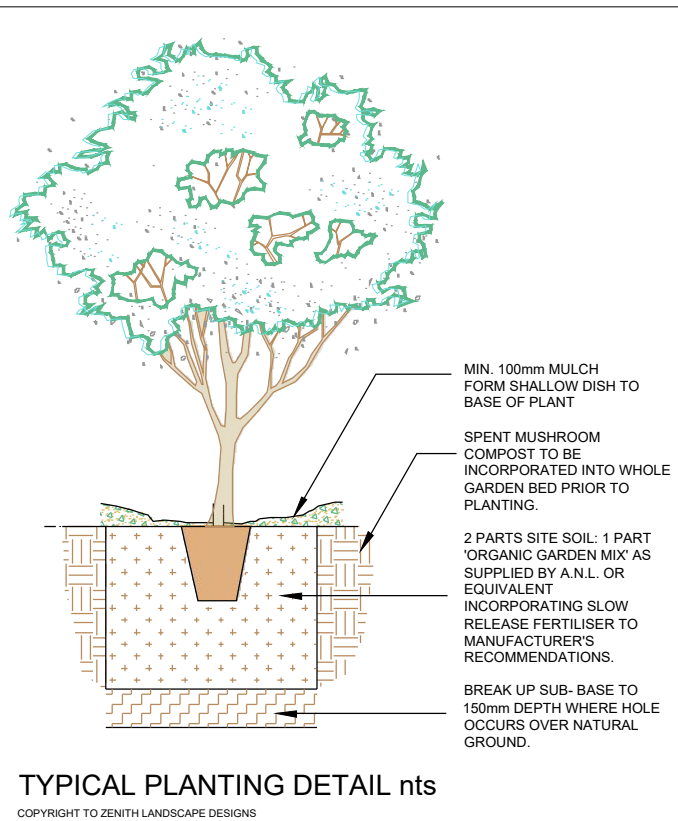 MIN. 100mm MULCH
FORM SHALLOW DISH TO
BASE OF PLANT
SPENT MUSHROOM
COMPOST TO BE
INCORPORATED INTO WHOLE
GARDEN BED PRIOR TO
PLANTING.
2 PARTS SITE SOIL: 1 PART
'ORGANIC GARDEN MIX' AS
SUPPLIED BY A.N.L. OR
EQUIVALENT
INCORPORATING SLOW
RELEASE FERTILISER TO
MANUFACTURER'S
RECOMMENDATIONS.
BREAK UP SUB- BASE TO
150mm DEPTH WHERE HOLE
OCCURS OVER NATURAL
GROUND.
TYPICAL PLANTING DETAIL nts
COPYRIGHT TO ZENITH LANDSCAPE DESIGNS